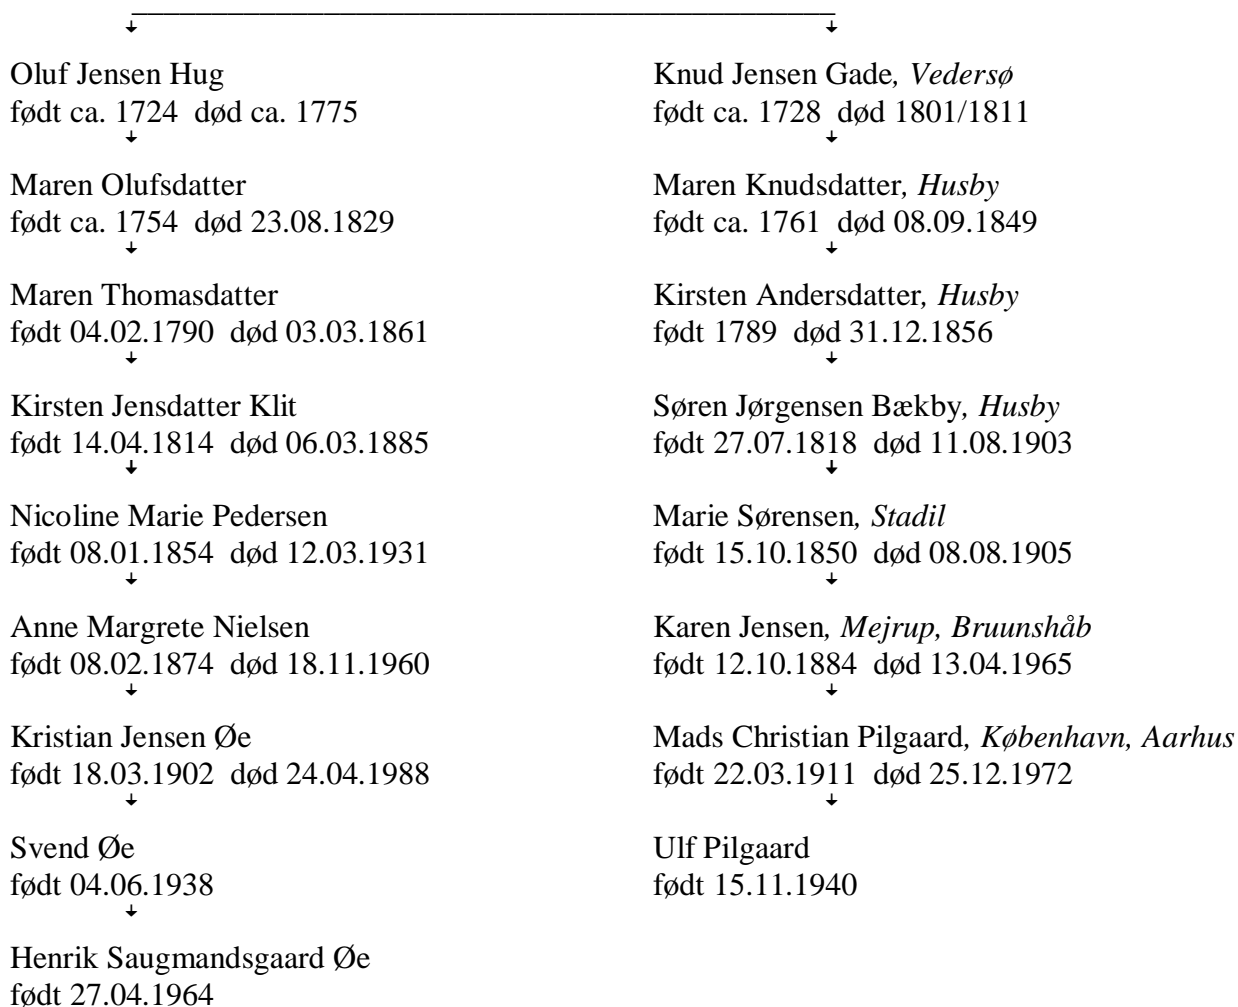 Oluf Jensen Hug
født ca. 1724  død ca. 1775
Maren Olufsdatter
født ca. 1754  død 23.08.1829
Maren Thomasdatter
født 04.02.1790  død 03.03.1861
Kirsten Jensdatter Klit
født 14.04.1814  død 06.03.1885
Nicoline Marie Pedersen
født 08.01.1854  død 12.03.1931
Anne Margrete Nielsen
født 08.02.1874  død 18.11.1960
Kristian Jensen Øe
født 18.03.1902  død 24.04.1988
Svend Øe
født 04.06.1938
Henrik Saugmandsgaard Øe
født 27.04.1964
Knud Jensen Gade, Vedersø
født ca. 1728  død 1801/1811
Maren Knudsdatter, Husby
født ca. 1761  død 08.09.1849
Kirsten Andersdatter, Husby
født 1789  død 31.12.1856
Søren Jørgensen Bækby, Husby
født 27.07.1818  død 11.08.1903
Marie Sørensen, Stadil
født 15.10.1850  død 08.08.1905
Karen Jensen, Mejrup, Bruunshåb
født 12.10.1884  død 13.04.1965
Mads Christian Pilgaard, København, Aarhus
født 22.03.1911  død 25.12.1972
Ulf Pilgaard
født 15.11.1940